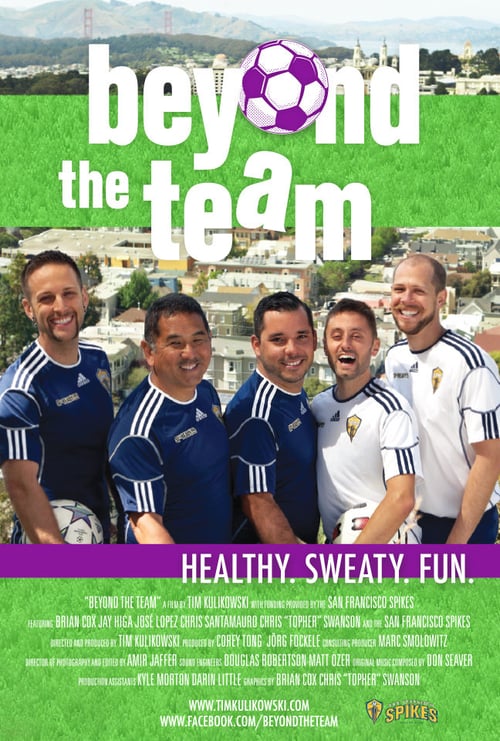 beyond
the team
HEALTHY. SWEATY. FUN.
"BEYOND THE TEAM" A FILM BY TIM KULIKOWSKI WITH FUNDING PROVIDED BY THE SAN FRANCISCO SPIKES
FEATURING BRIAN COX JAY HIGA JOSÉ LOPEZ CHRIS SANTAMAURO CHRIS "TOPHER" SWANSON AND THE SAN FRANCISCO SPIKES
DIRECTED AND PRODUCED BY TIM KULIKOWSKI PRODUCED BY COREY TONG JÖRG FOCKELE CONSULTING PRODUCER MARC SMOLOWITZ
DIRECTOR OF PHOTOGRAPHY AND EDITED BY AMIR JAFFER SOUND ENGINEERS DOUGLAS ROBERTSON MATT OZER ORIGINAL MUSIC COMPOSED BY DON SEAVER
PRODUCTION ASSISTANTS KYLE MORTON DARIN LITTLE GRAPHICS BY BRIAN COX CHRIS "TOPHER" SWANSON
WWW.TIMKULIKOWSKI.COM
WWW.FACEBOOK.COM/BEYONDTHETEAM
SPIKES